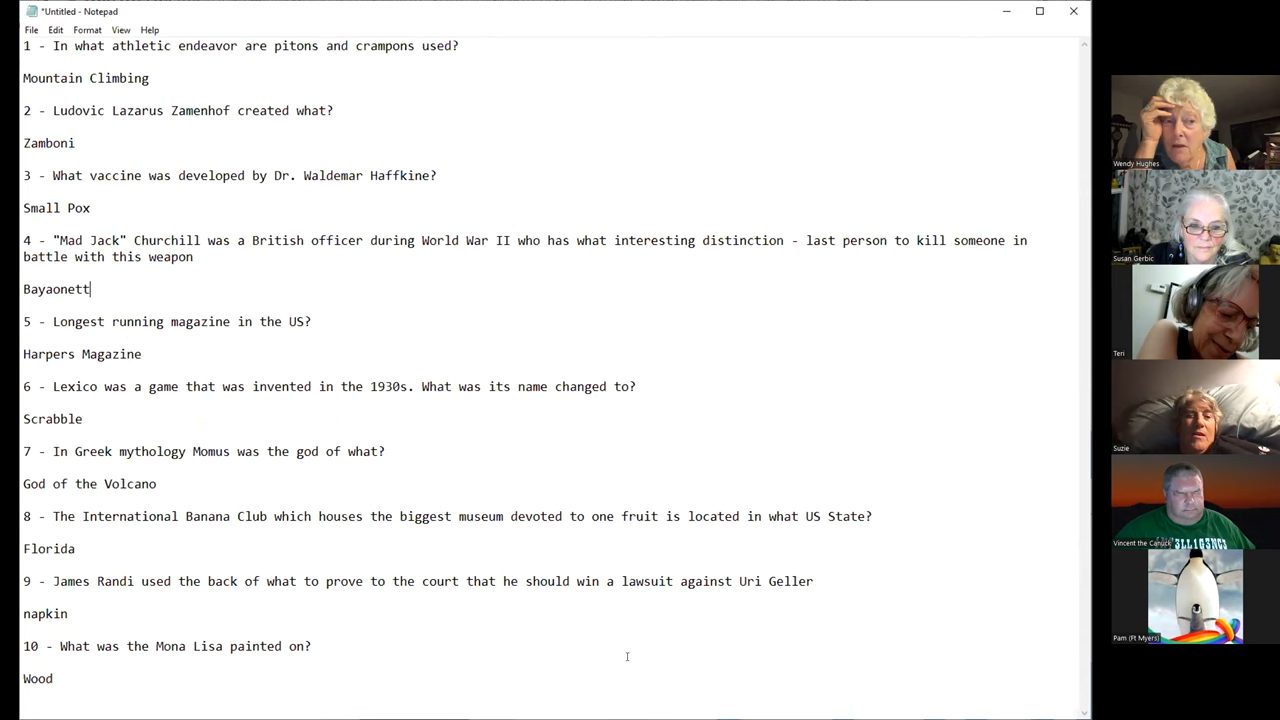 *Untitled - Notepad
File Edit Format View Help
1 - In what athletic endeavor are pitons and crampons used?
Mountain Climbing
2 - Ludovic Lazarus Zamenhof created what?
Zamboni
3 - What vaccine was developed by Dr. Waldemar Haffkine?
Small Pox
4 - "Mad Jack" Churchill was a British officer during World War II who has what interesting distinction - last person to kill someone in
battle with this weapon
Bayaonett
5 - Longest running magazine in the US?
Harpers Magazine
6 - Lexico was a game that was invented in the 1930s. What was its name changed to?
Scrabble
7 - In Greek mythology Momus was the god of what?
God of the Volcano
8 - The International Banana Club which houses the biggest museum devoted to one fruit is located in what US State?
Florida
9 - James Randi used the back of what to prove to the court that he should win a lawsuit against Uri Geller
napkin
10 - What was the Mona Lisa painted on?
Wood
Wendy Hughes
Susan Gerbic
Teri
Suzie
3LL1G3NC3
Vincent the Canuck
Pam (Ft Myers)